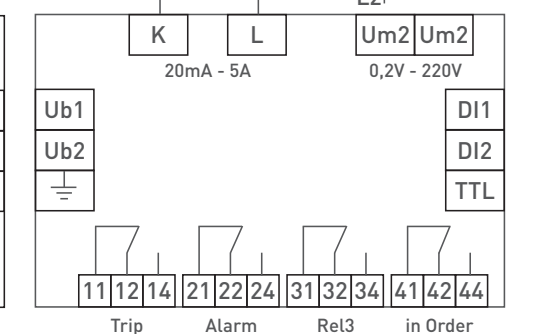 K L Um2 Um2
20mA - 5A 0,2V - 220V
Ub1 DI1
Ub2 DI2
TTL
11 12 14 21 22 24 31 32 34 41 42 44
Trip Alarm Rel3 in Order